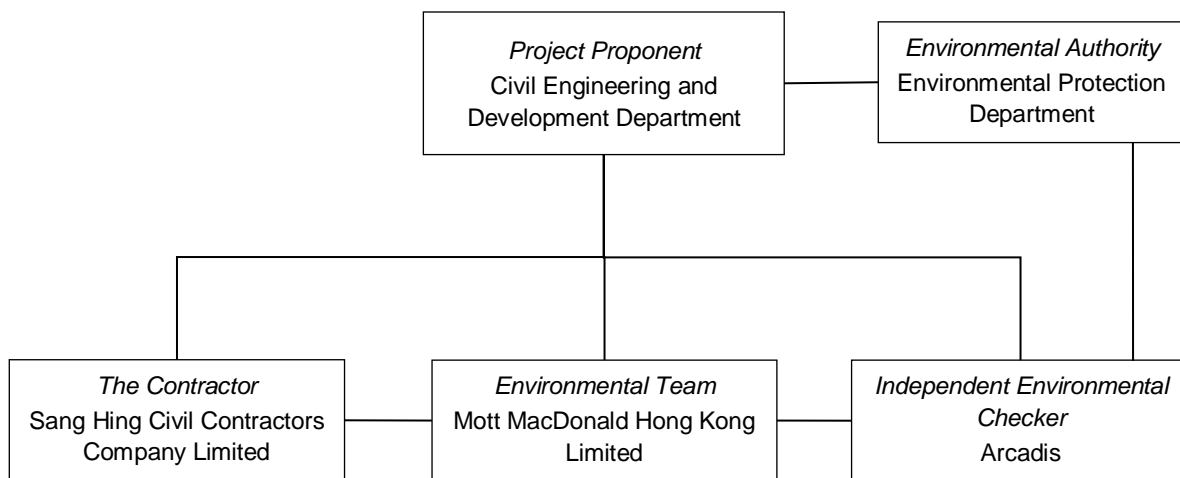 Project Proponent
Civil Engineering and
Development Department
Environmental Authority
Environmental Protection
Department
The Contractor
Sang Hing Civil Contractors
Company Limited
Environmental Team
Mott MacDonald Hong Kong
Limited
Independent Environmental
Checker
Arcadis